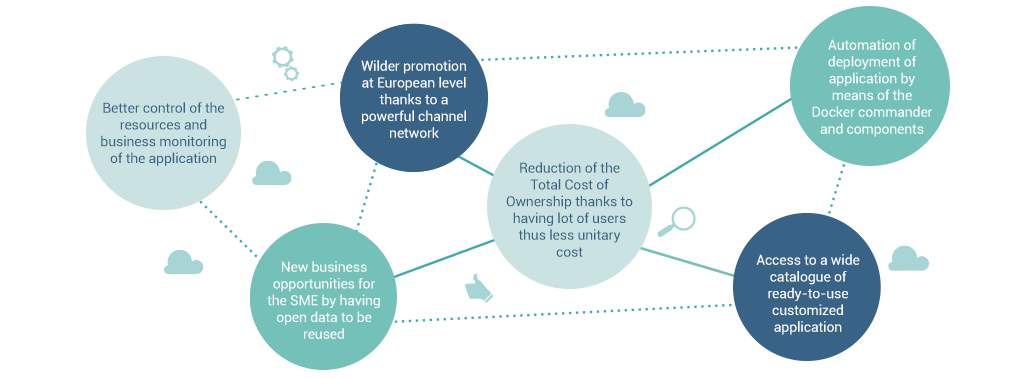 Better control of the
resources and
business monitoring
of the application
Wilder promotion
at European level
thanks to a
powerful channel
network
Automation of
deployment of
application by
means of the
Docker commander
and components
Reduction of the
Total Cost of
Ownership thanks to
having lot of users
thus less unitary
cost
New business
opportunities for
the SME by having
open data to be
reused
Access to a wide
catalogue of
ready-to-use
customized
application